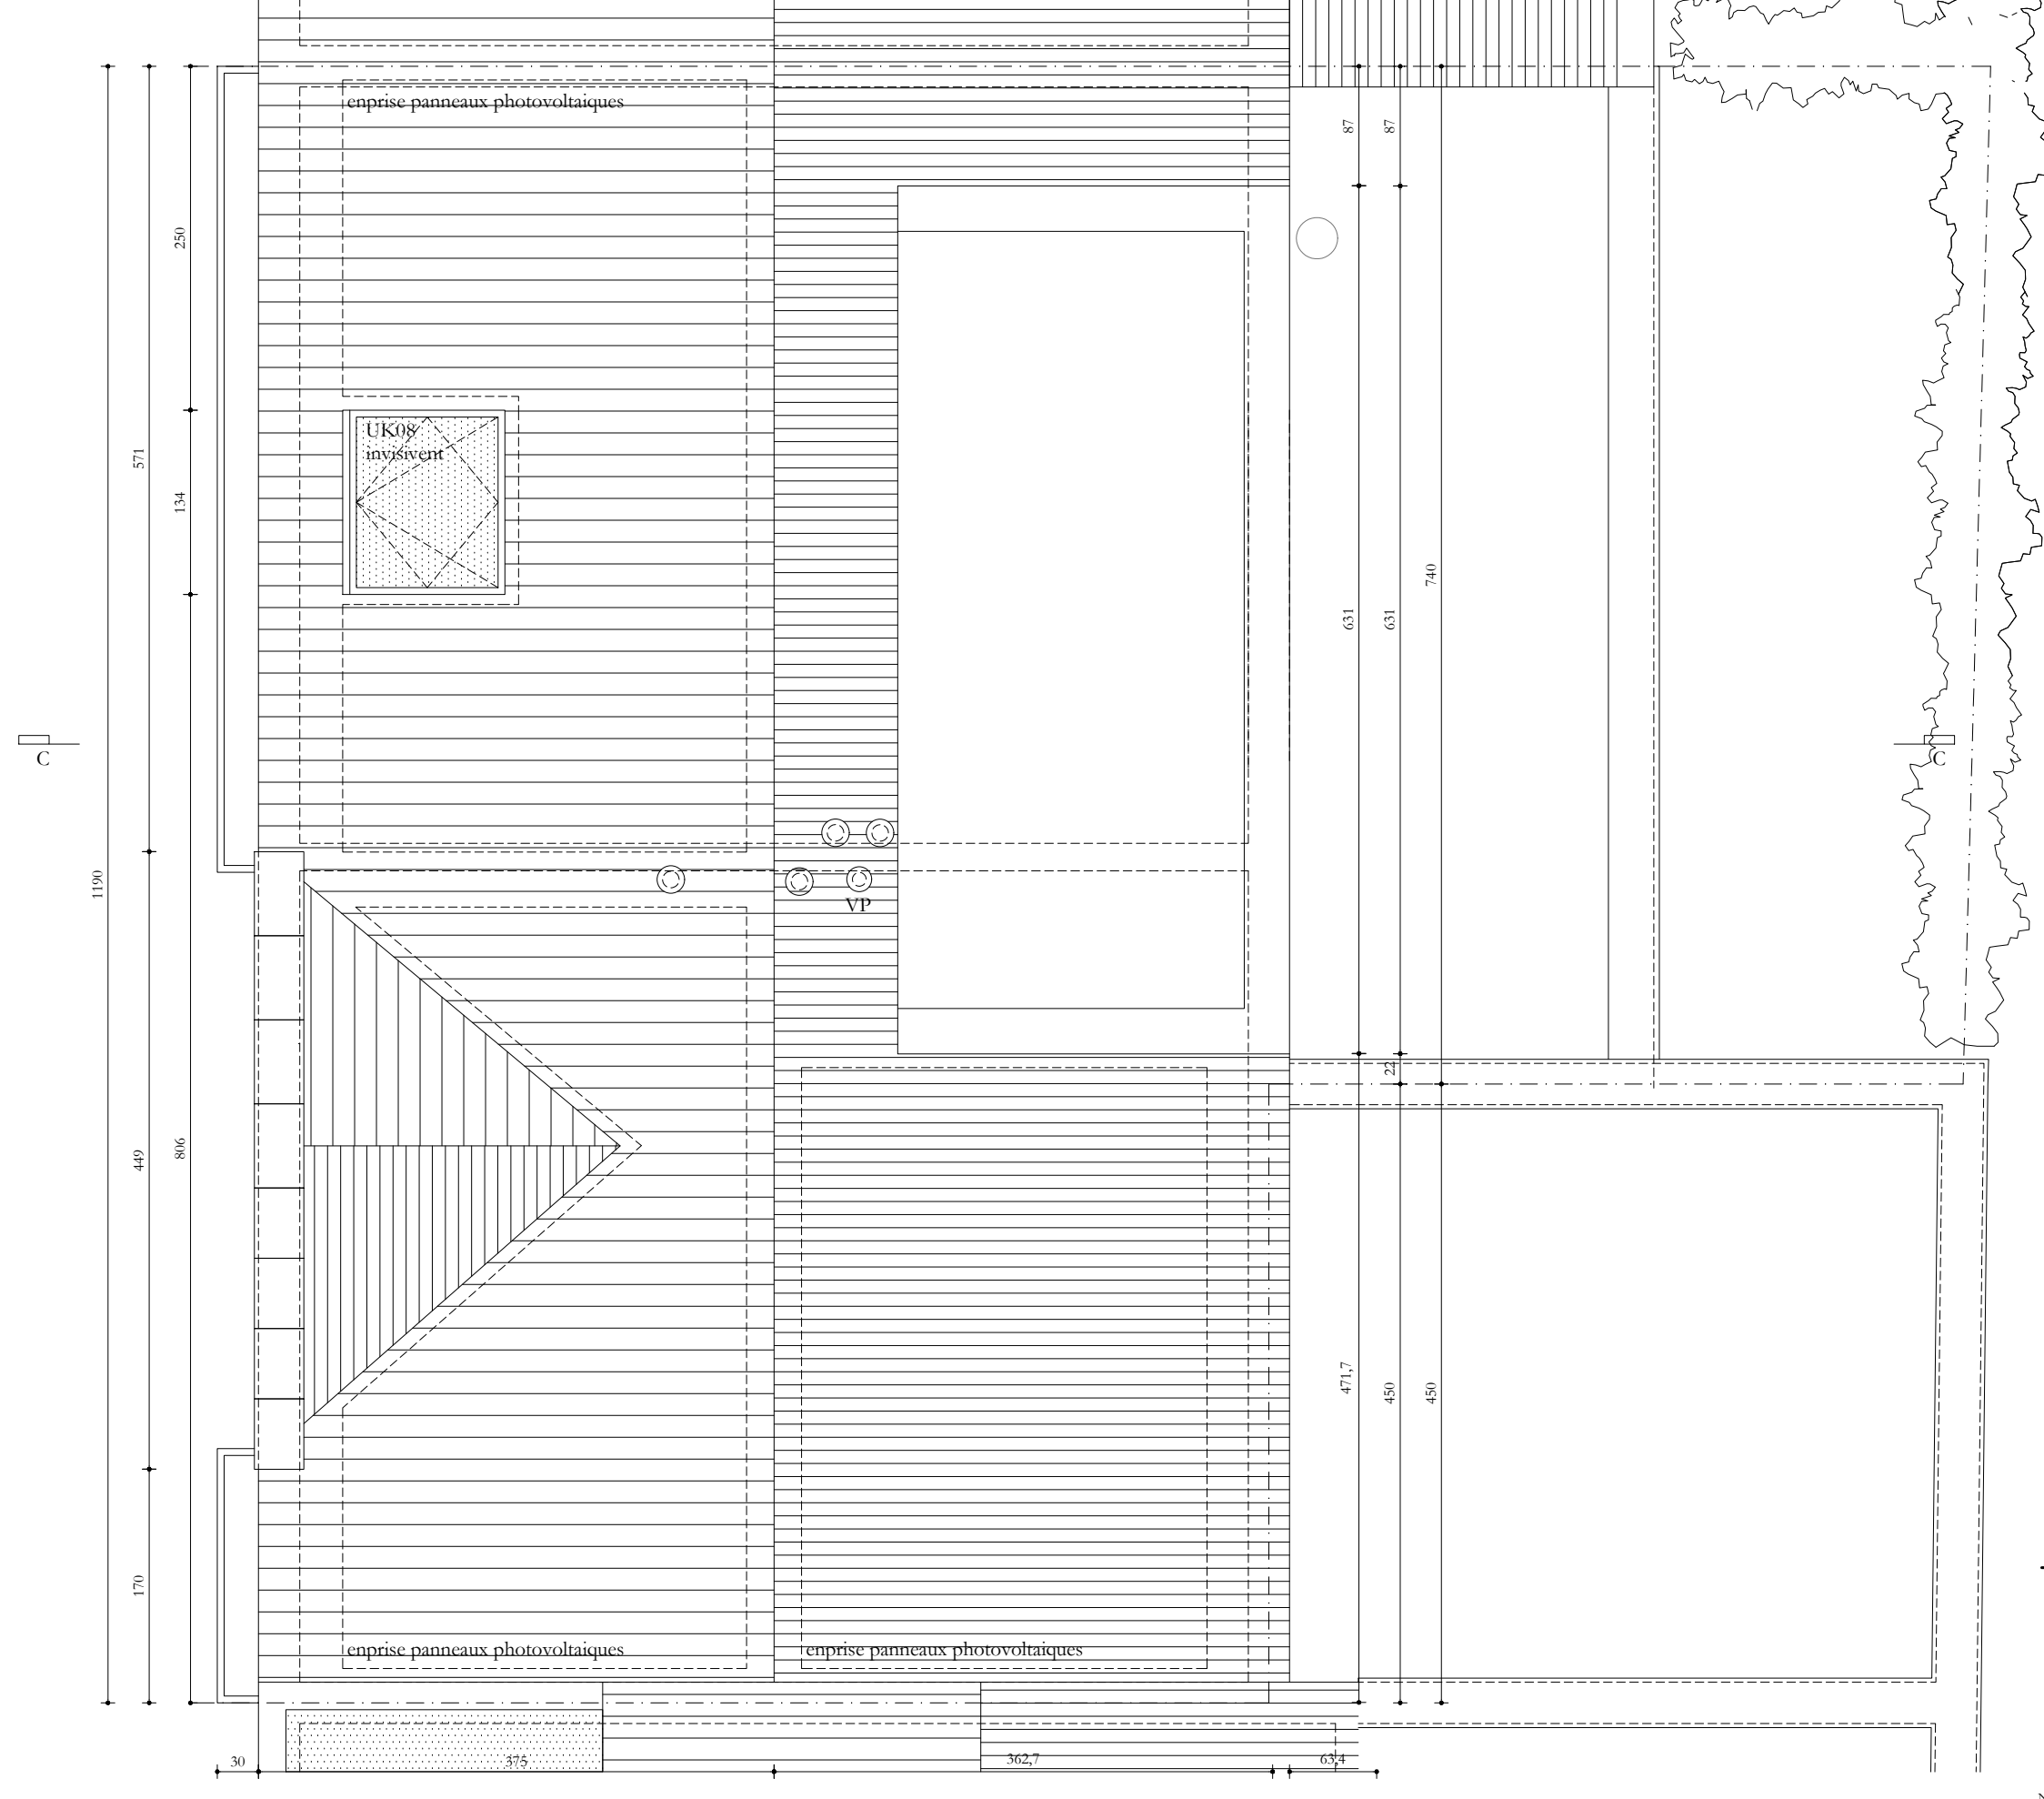 enprise panneaux photovoltaiques
87
87
250
UK08
invisivent
571
134
740
631
631
C
C
1190
VP
22
449
806
471,7
450
450
170
enprise panneaux photovoltaiques
enprise panneaux photovoltaiques
30
375
362,7
63,4